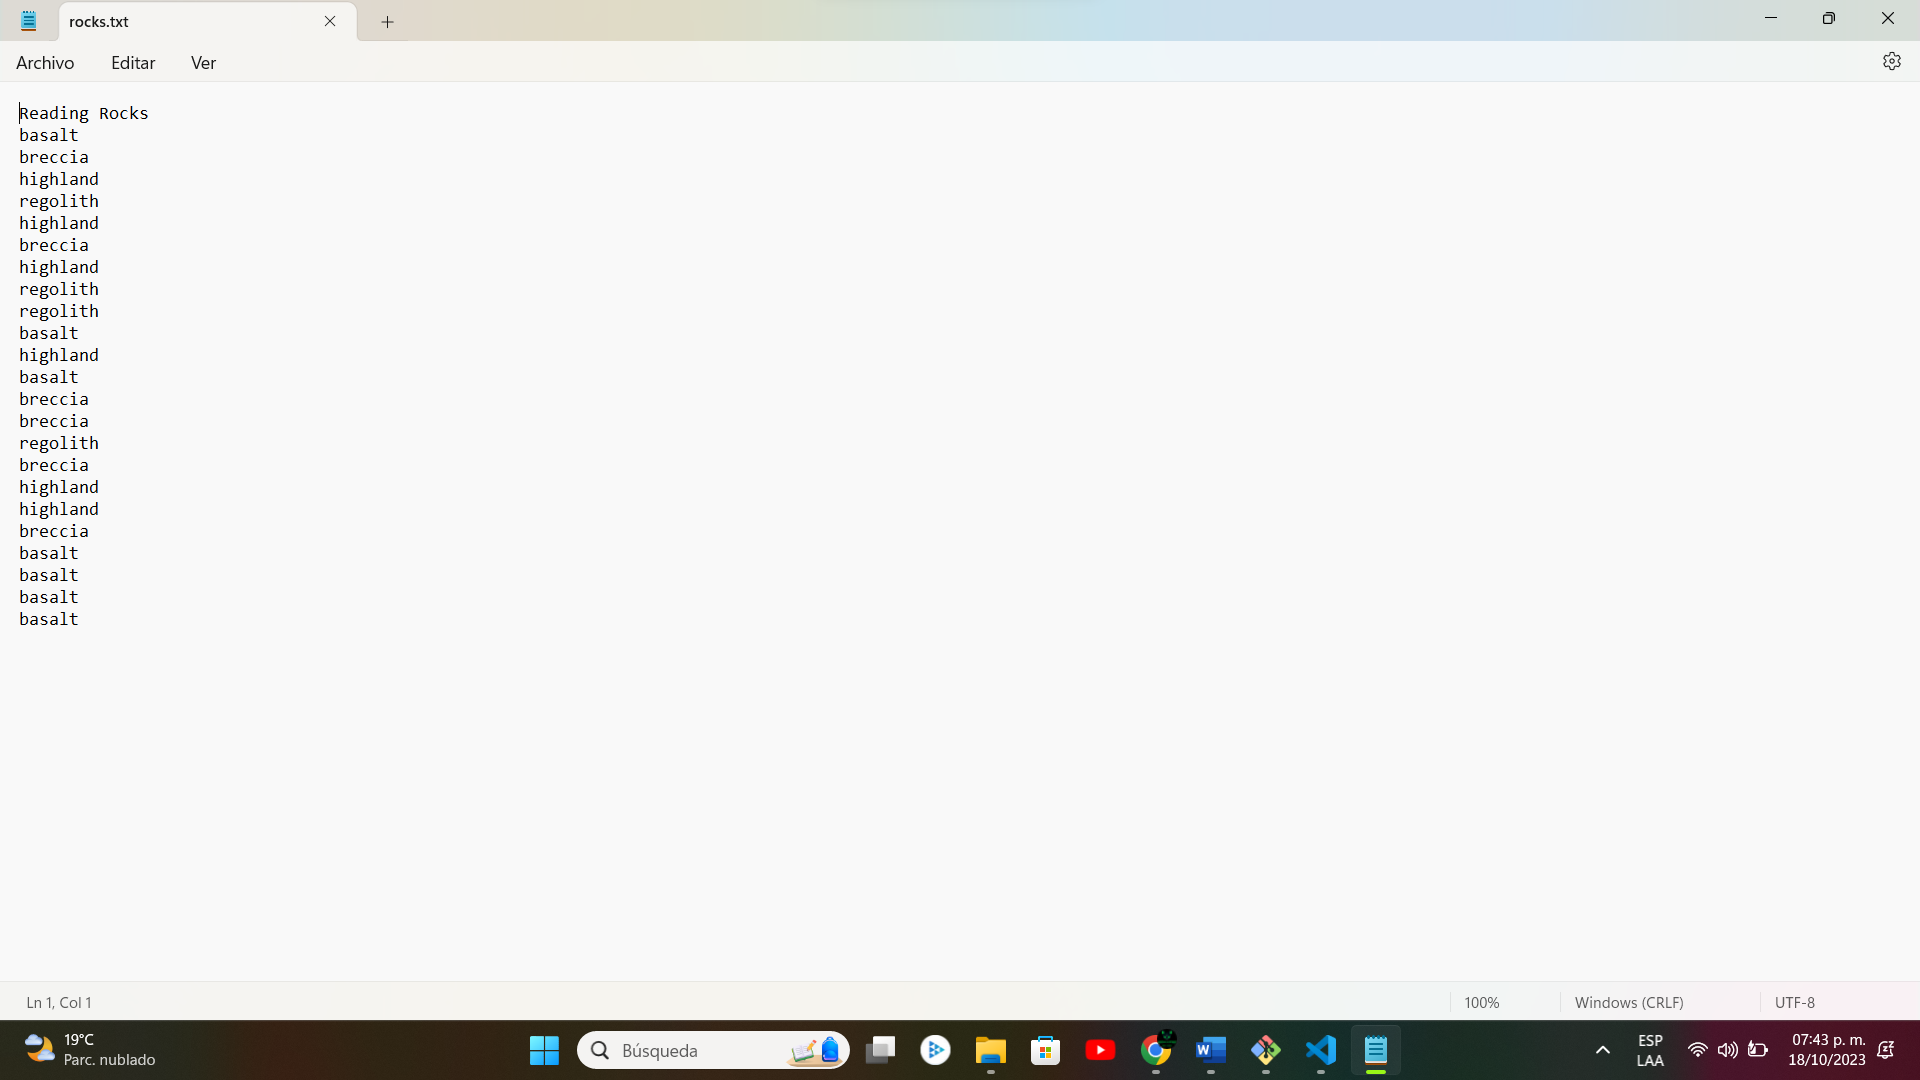 rocks.txt
Archivo Editar Ver
Reading Rocks
basalt
breccia
highland
regolith
highland
breccia
highland
regolith
regolith
basalt
highland
basalt
breccia
breccia
regolith
breccia
highland
highland
breccia
basalt
basalt
basalt
basalt
Ln 1, Col 1 100% Windows (CRLF) UTF-8
19°C
Parc. nublado
Búsqueda
W
ESP
LAA
07:43 p. m.
18/10/2023